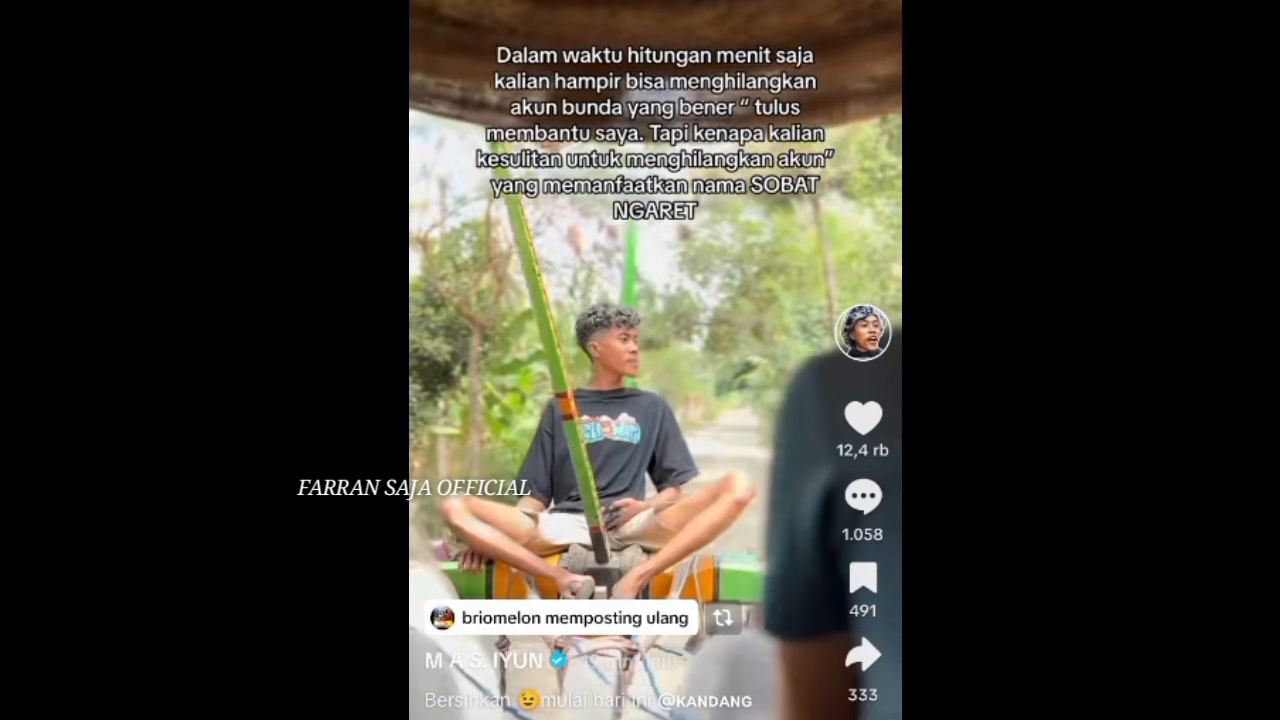 Dalam waktu hitungan menit saja
kalian hampir bisa menghilangkan
akun bunda yang bener “ tulus
membantu saya. Tapi kenapa kalian
kesulitan untuk menghilangkan akun”
yang memanfaatkan nama SOBAT
NGARET
12,4 rb
1.058
FARRAN SAJA OFFICIAL
491
briomelon memposting ulang
M A S. IYUN
333
Bersihkan 😉mulai hari ini @KANDANG